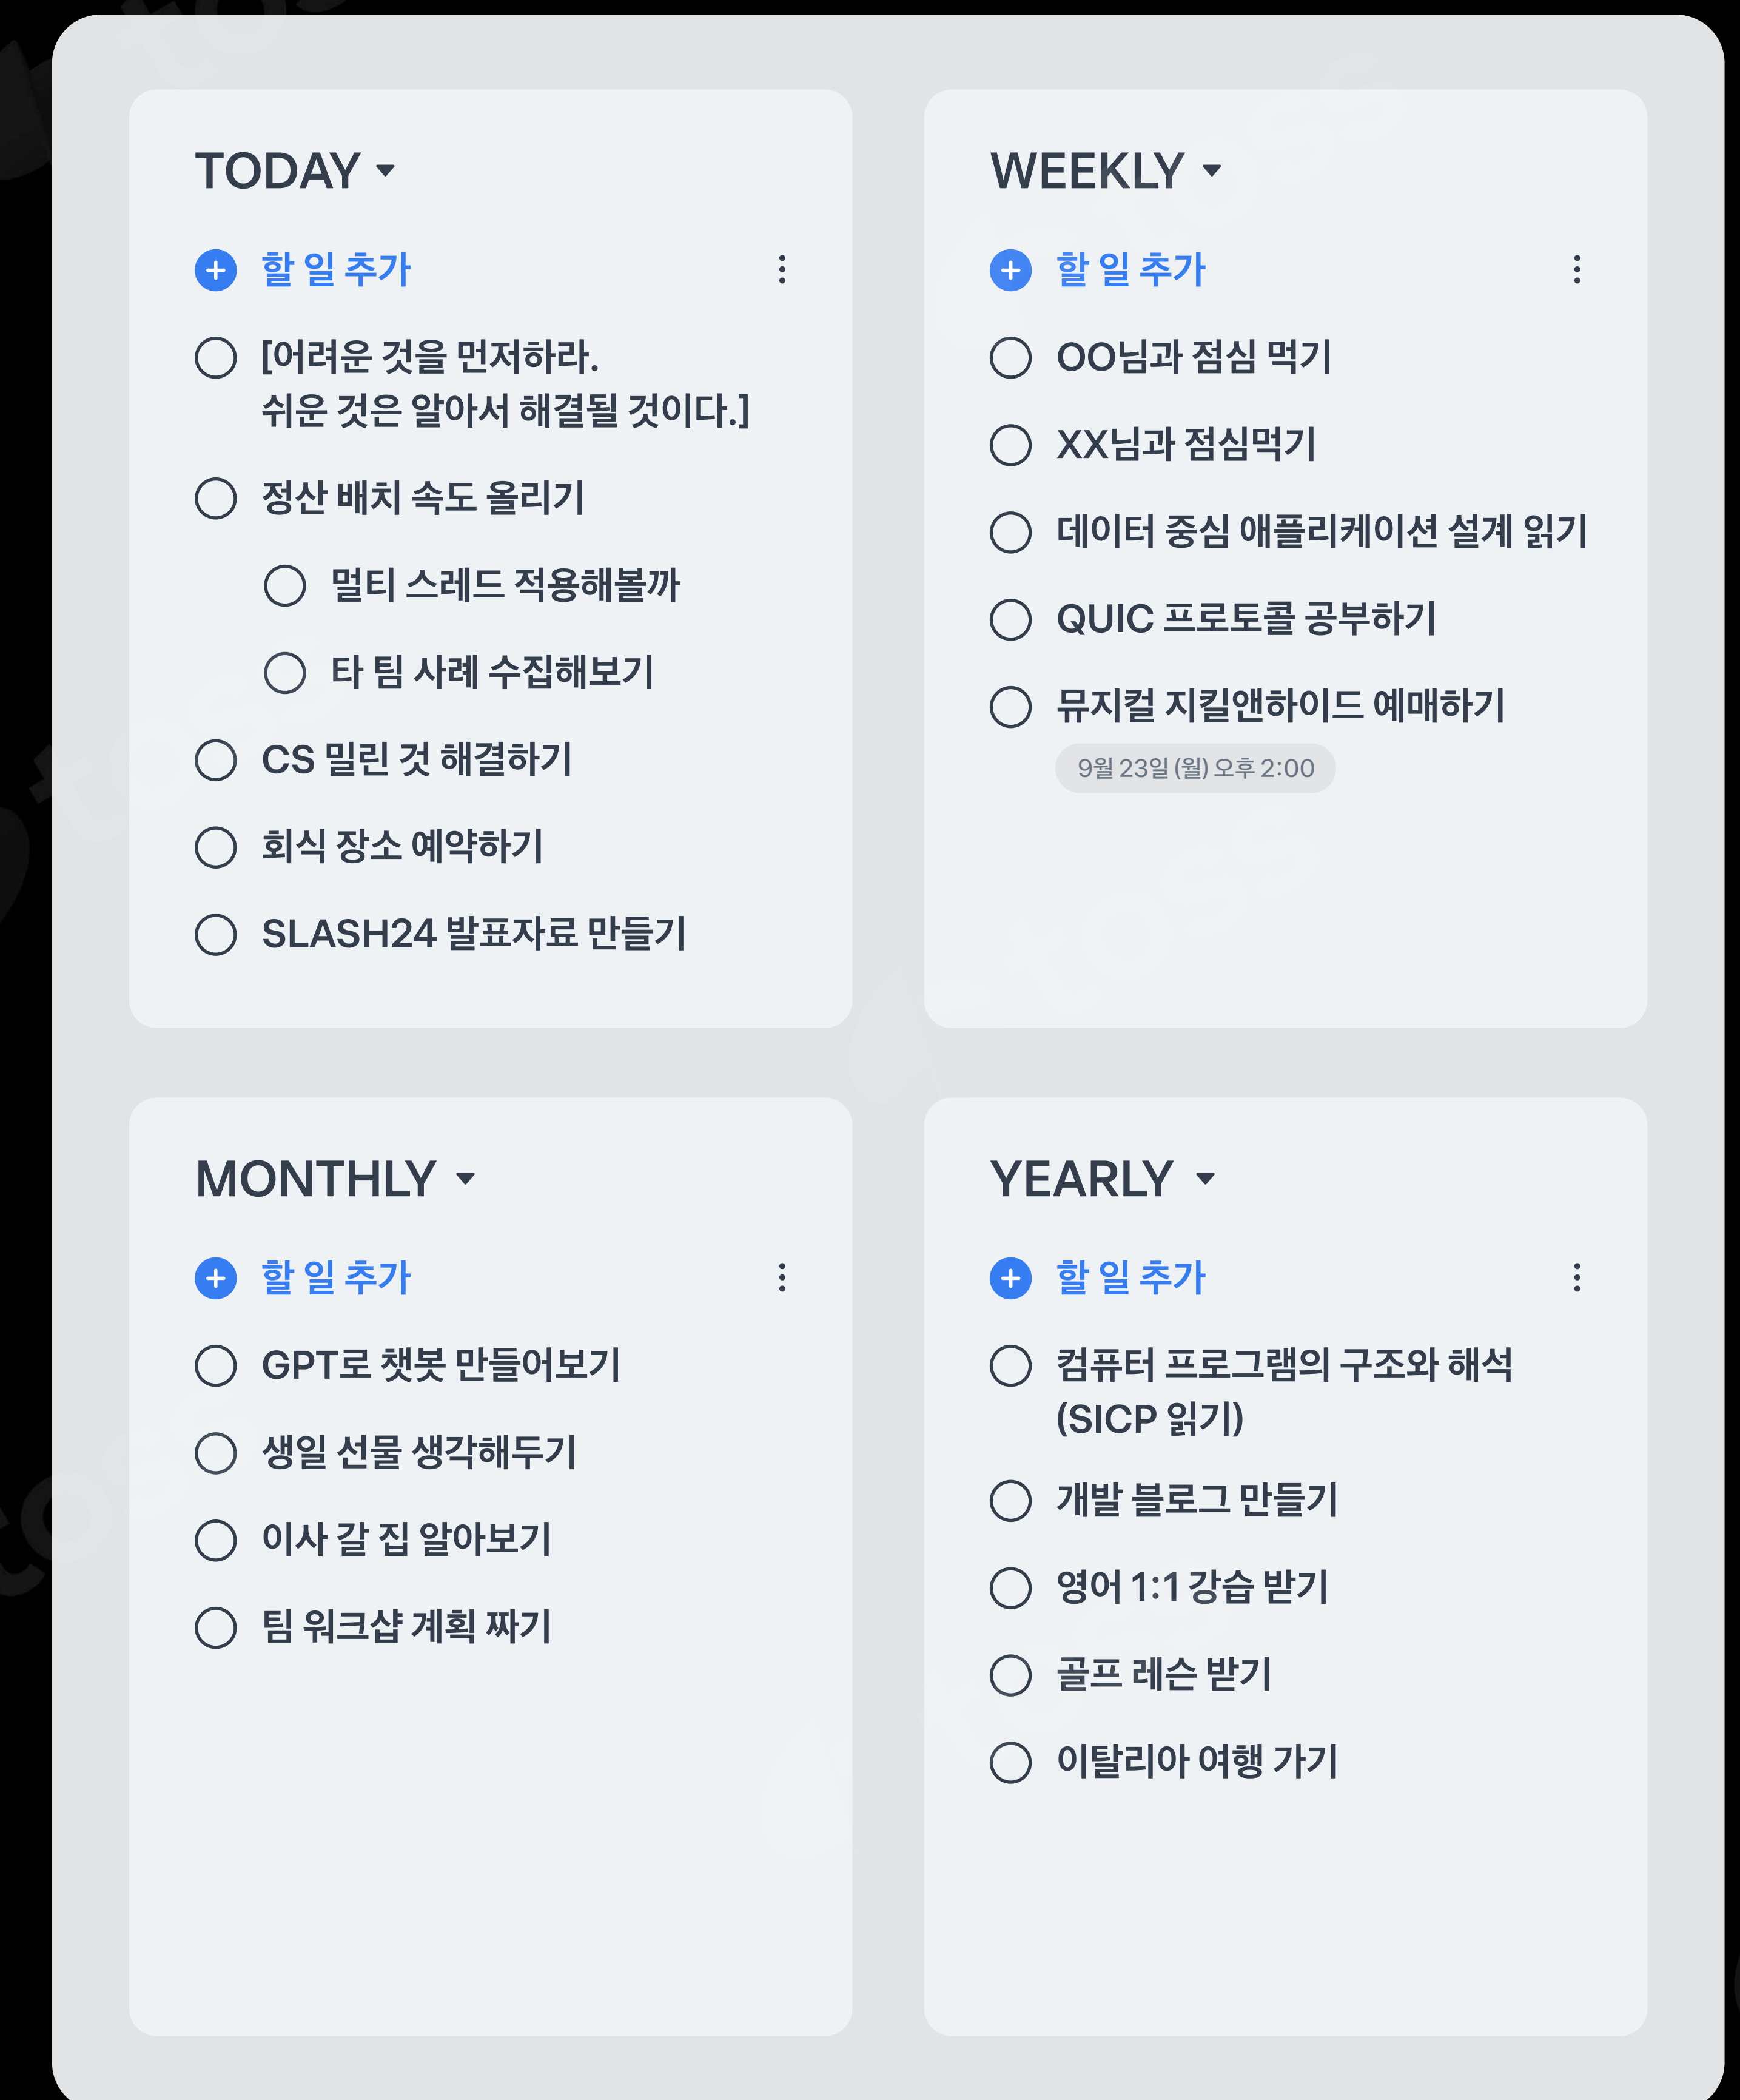 TODAY
할 일 추가
[어려운 것을 먼저하라.
쉬운 것은 알아서 해결될 것이다.]
정산 배치 속도 올리기
멀티 스레드 적용해볼까
타 팀 사례 수집해보기
CS 밀린 것 해결하기
회식 장소 예약하기
SLASH24 발표자료 만들기
WEEKLY
할 일 추가
OO님과 점심 먹기
XX님과 점심먹기
데이터 중심 애플리케이션 설계 읽기
QUIC 프로토콜 공부하기
뮤지컬 지킬앤하이드 예매하기
9월 23일 (월) 오후 2:00
MONTHLY
할 일 추가
GPT로 챗봇 만들어보기
생일 선물 생각해두기
이사 갈 집 알아보기
팀 워크샵 계획 짜기
YEARLY
할 일 추가
컴퓨터 프로그램의 구조와 해석
(SICP 읽기)
개발 블로그 만들기
영어 1:1 강습 받기
골프 레슨 받기
이탈리아 여행 가기
toss
toss
toss
toss